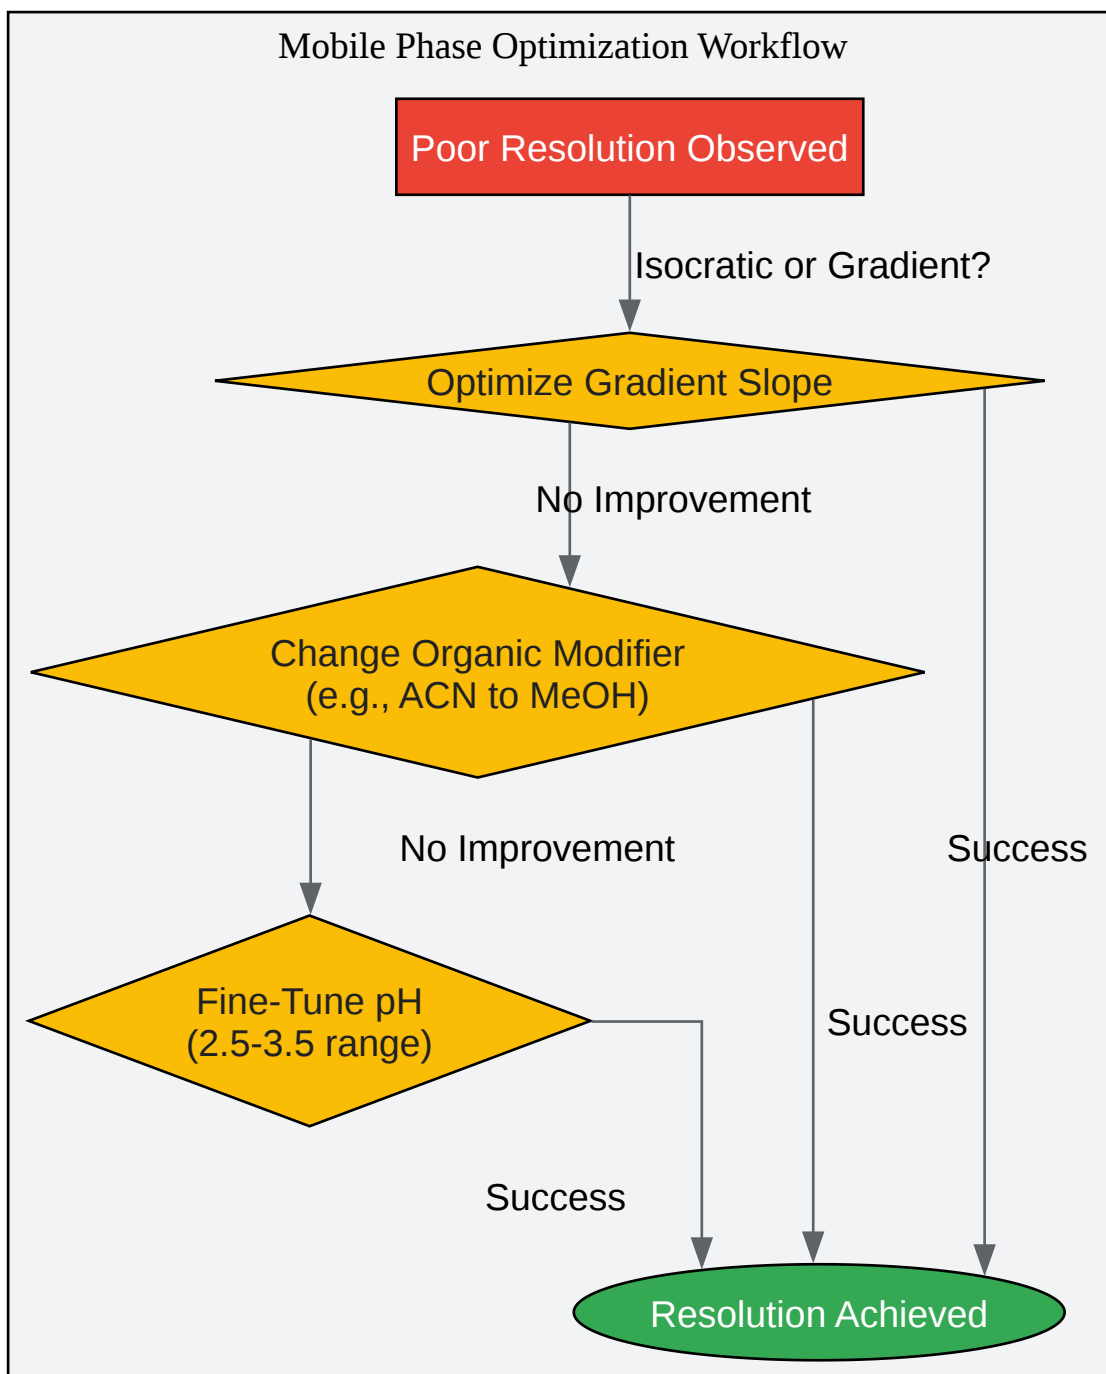 Mobile Phase Optimization Workflow
Poor Resolution Observed
Isocratic or Gradient?
Optimize Gradient Slope
No Improvement
Change Organic Modifier
(e.g., ACN to MeOH)
No Improvement
Success
Fine-Tune pH
(2.5-3.5 range)
Success
Success
Resolution Achieved